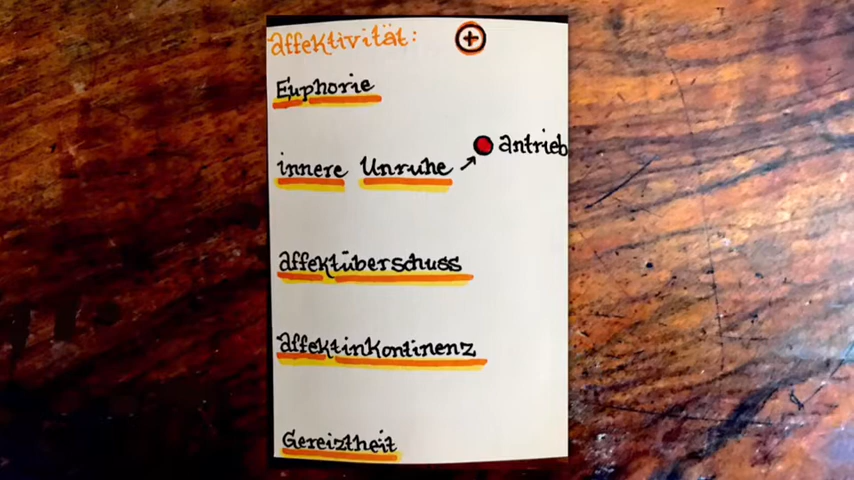 affektivität: +
Euphorie
antrieb
innere Unruhe →
affektüberschuss
affektinkontinenz
Gereiztheit